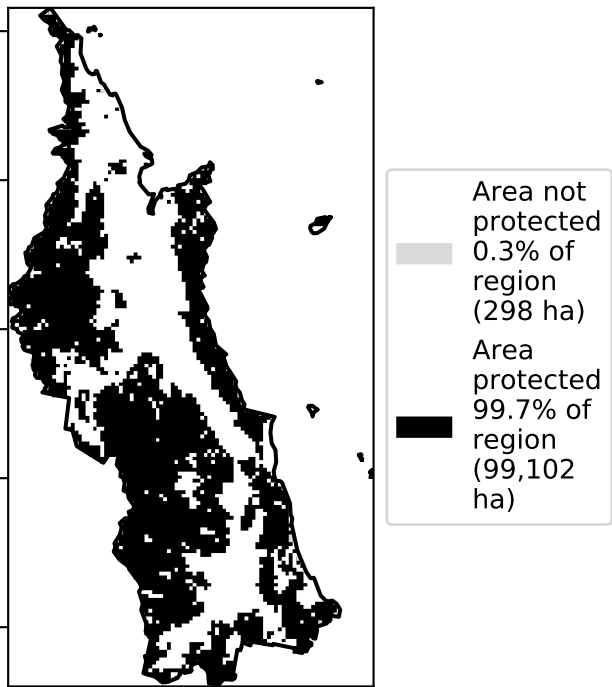 Area not
protected
0.3% of
region
(298 ha)
Area
protected
99.7% of
region
(99,102
ha)